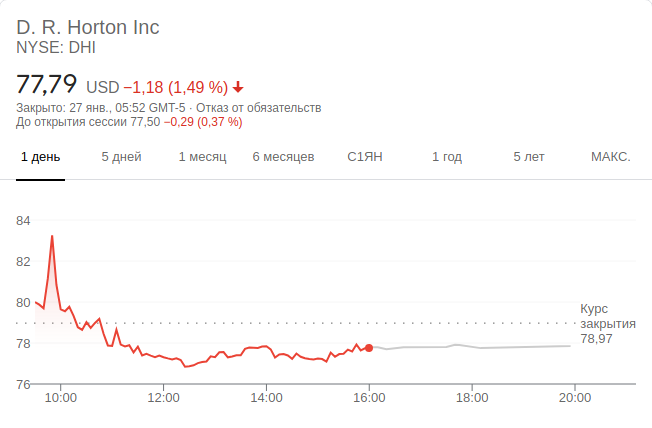 D. R. Horton Inc
NYSE: DHI
77,79 USD −1,18 (1,49 %)
Закрыто: 27 янв., 05:52 GMT-5 · Отказ от обязательств
До открытия сессии 77,50 −0,29 (0,37 %)
1 день 5 дней 1 месяц 6 месяцев С1ЯН 1 год 5 лет МАКС.
84
82
80
78
76
Курс
закрытия
78,97
10:00 12:00 14:00 16:00 18:00 20:00